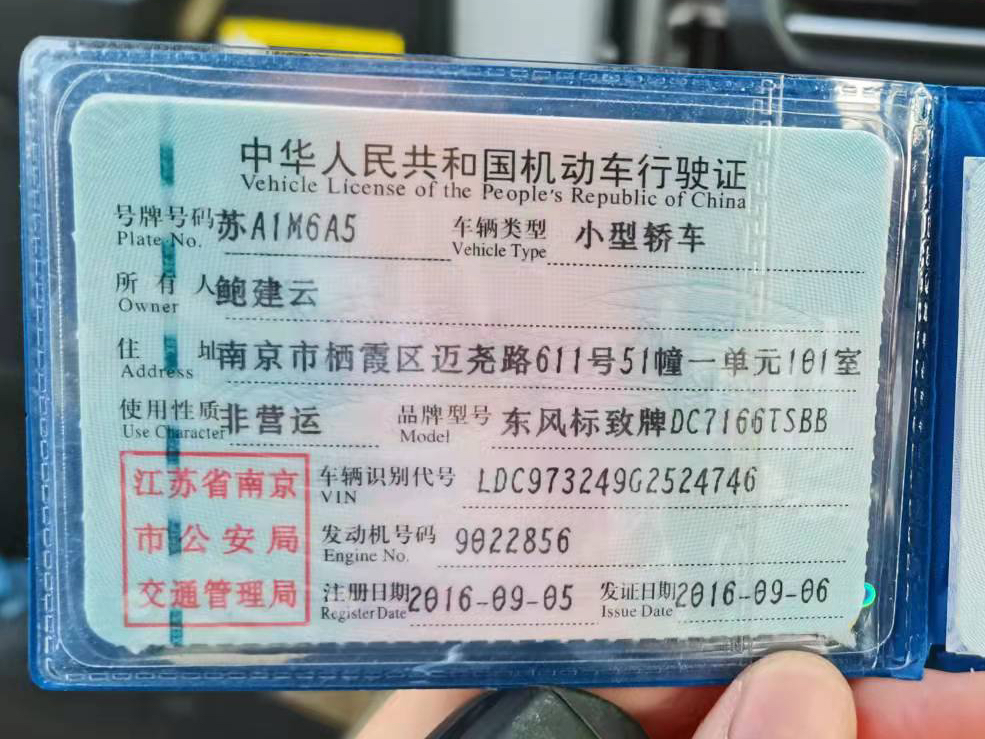 中华人民共和国机动车行驶证
Vehicle License of the People's Republic of China
号牌号码 苏A1M6A5 车辆类型 小型轿车
Plate No. Vehicle Type
所有人 鲍建云
Owner
住址 南京市栖霞区迈尧路611号51幢一单元101室
Address
使用性质 非营运 品牌型号 东风标致牌DC7166TSBB
Use Character Model
江苏省南京 车辆识别代号 LDC973249G2524746
VIN
市公安局 发动机号码 9022856
Engine No.
交通管理局 注册日期 2016-09-05 发证日期 2016-09-06
Register Date Issue Date